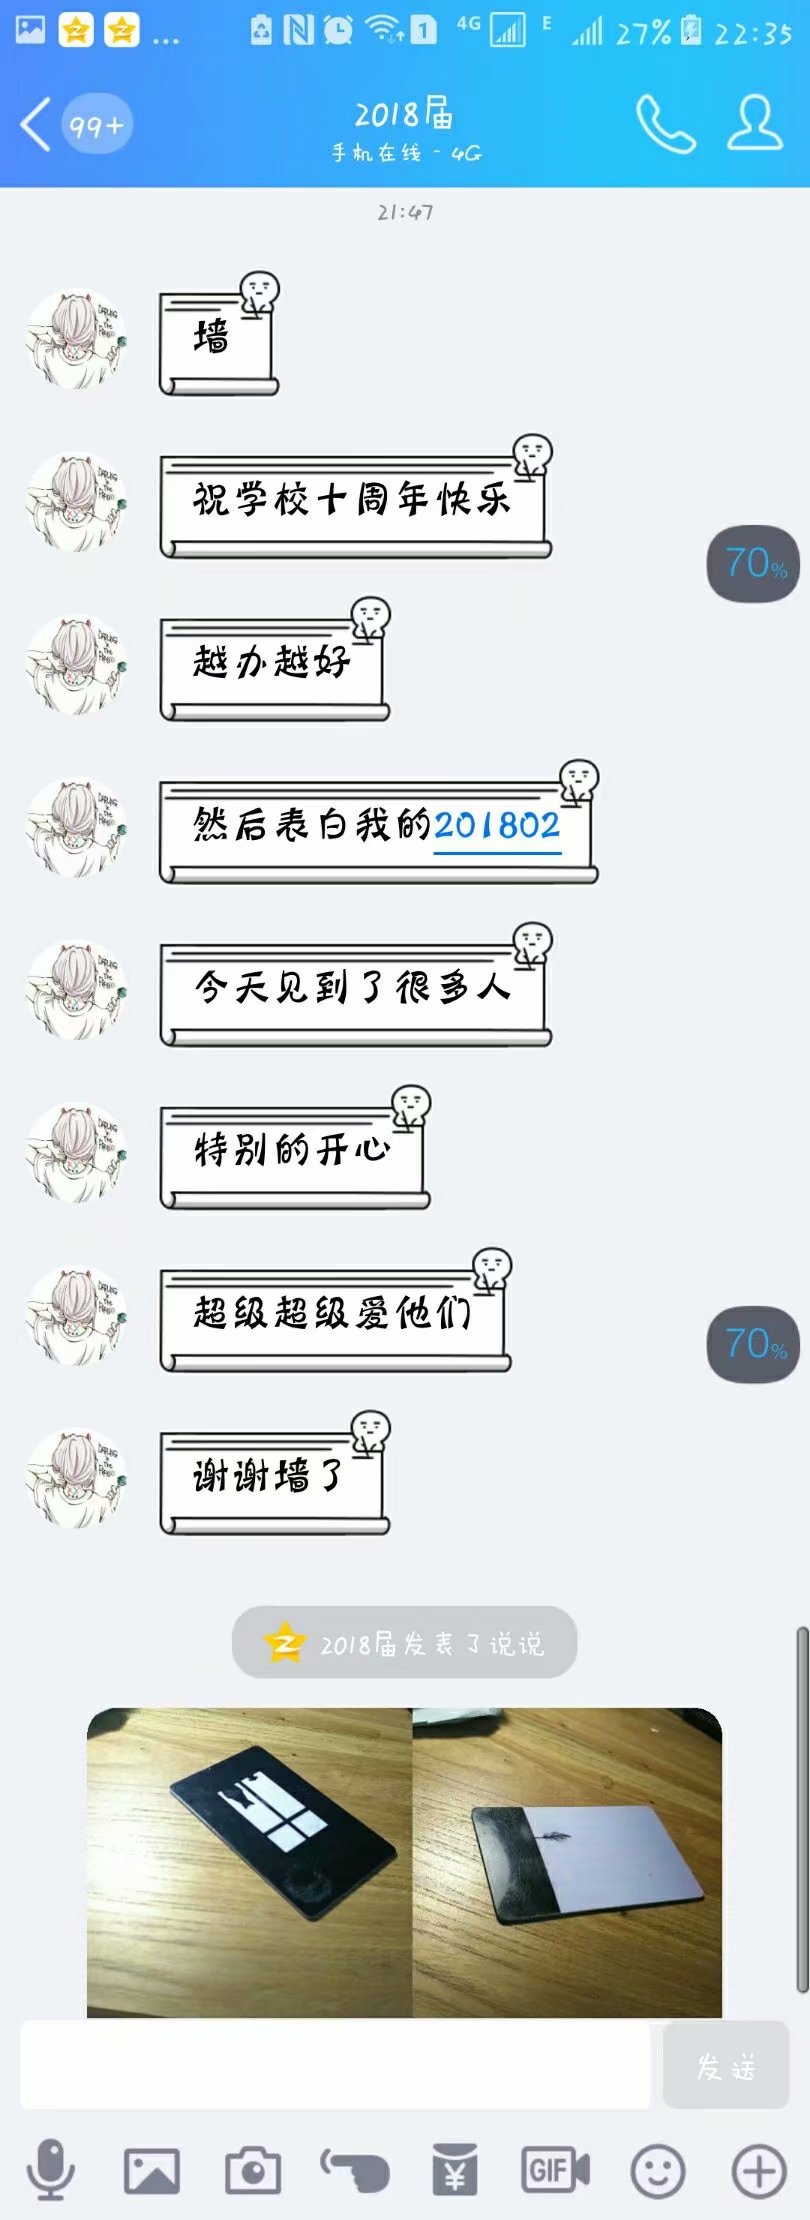 1 4G E 27% 22:35
99+
2018届
手机在线 - 4G
21:47
墙
祝学校十周年快乐
70%
越办越好
然后表白我的201802
今天见到了很多人
特别的开心
超级超级爱他们
70%
谢谢墙了
2018届发表了说说
发送
GIF